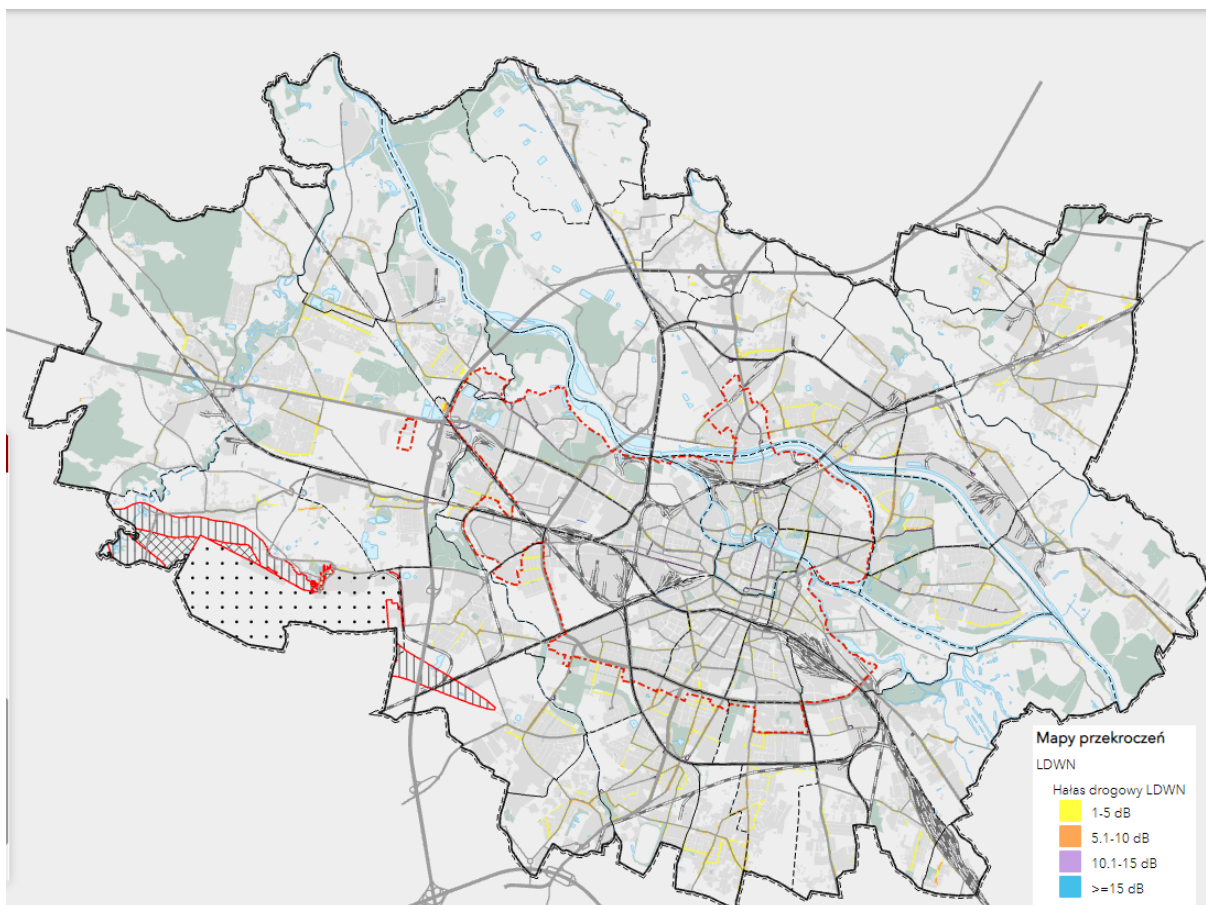 Mapy przekroczeń
LDWN
Hałas drogowy LDWN
1-5 dB
5.1-10 dB
10.1-15 dB
>=15 dB